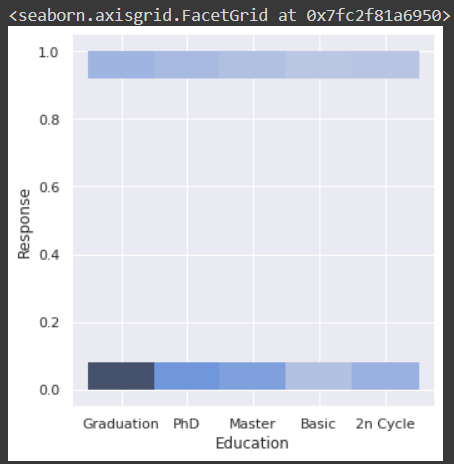 <seaborn.axisgrid.FacetGrid at 0x7fc2f81a6950>
1.0
0.8
0.6
0.4
0.2
0.0
Response
Graduation PhD Master Basic 2n Cycle
Education